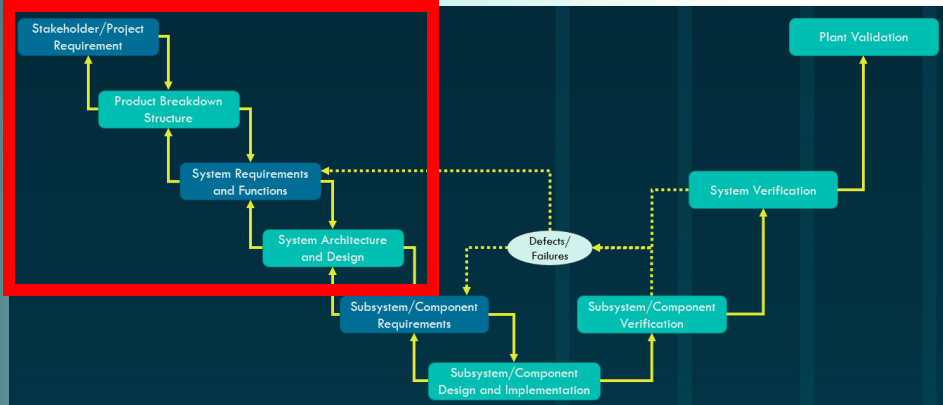 Stakeholder/Project
Requirement
Plant Validation
Product Breakdown
Structure
System Requirements
and Functions
System Verification
System Architecture
and Design
Defects/
Failures
Subsystem/Component
Requirements
Subsystem/Component
Verification
Subsystem/Component
Design and Implementation